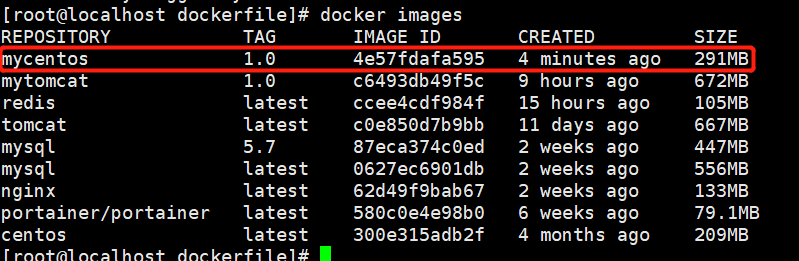 [root@localhost dockerfile]# docker images
REPOSITORY TAG IMAGE ID CREATED SIZE
mycentos 1.0 4e57fdafa595 4 minutes ago 291MB
mytomcat 1.0 c6493db49f5c 9 hours ago 672MB
redis latest ccee4cdf984f 15 hours ago 105MB
tomcat latest c0e850d7b9bb 11 days ago 667MB
mysql 5.7 87eca374c0ed 2 weeks ago 447MB
mysql latest 0627ec6901db 2 weeks ago 556MB
nginx latest 62d49f9bab67 2 weeks ago 133MB
portainer/portainer latest 580c0e4e98b0 6 weeks ago 79.1MB
centos latest 300e315adb2f 4 months ago 209MB
[root@localhost dockerfile]#